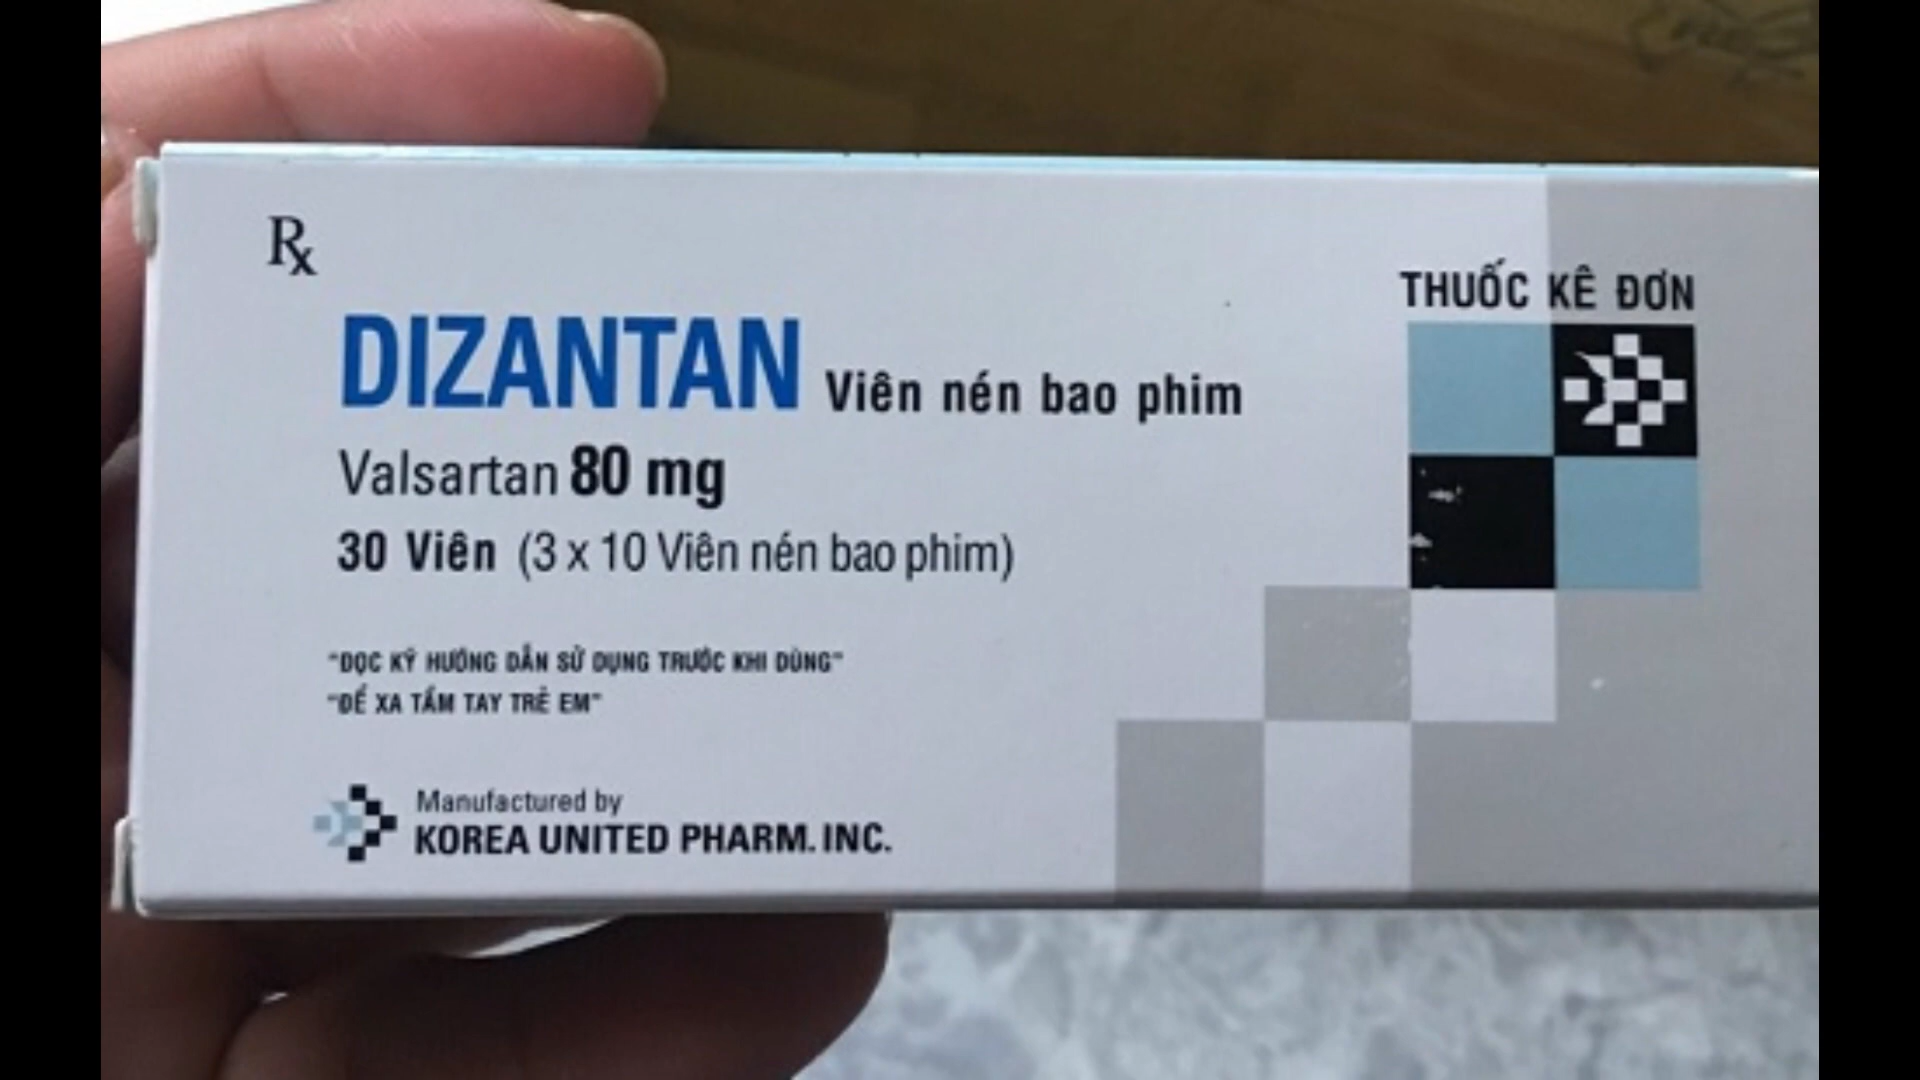 Rx
THUỐC KÊ ĐƠN
DIZANTAN Viên nén bao phim
Valsartan 80 mg
30 Viên (3 x 10 Viên nén bao phim)
"ĐỌC KỸ HƯỚNG DẪN SỬ DỤNG TRƯỚC KHI DÙNG"
"ĐỂ XA TẦM TAY TRẺ EM"
Manufactured by
KOREA UNITED PHARM. INC.